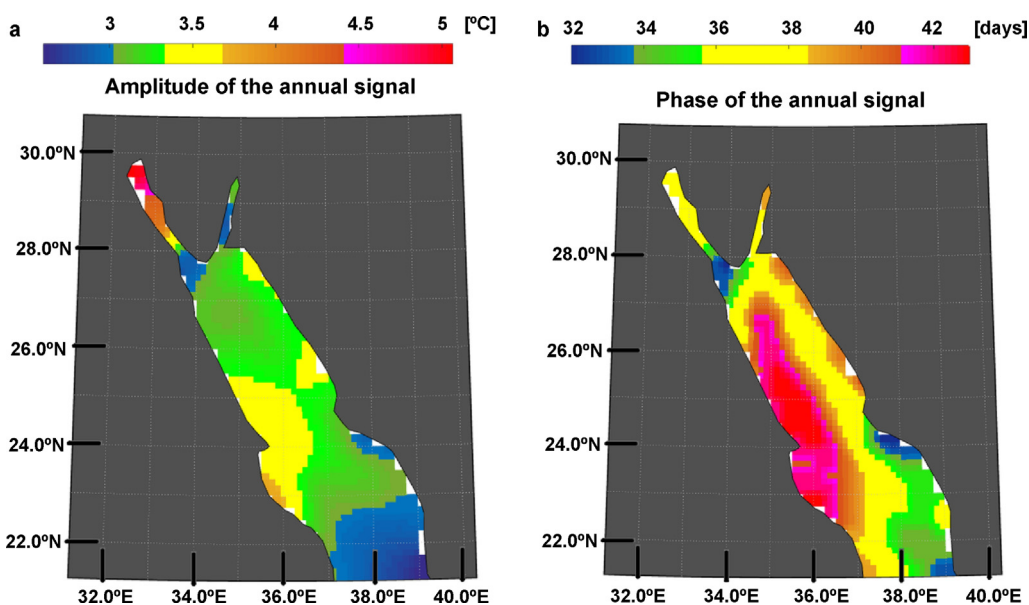 a 3 3.5 4 4.5 5 [ºC]
Amplitude of the annual signal
30.0ºN
28.0ºN
26.0ºN
24.0ºN
22.0ºN
32.0ºE 34.0ºE 36.0ºE 38.0ºE 40.0ºE
b 32 34 36 38 40 42 [days]
Phase of the annual signal
30.0ºN
28.0ºN
26.0ºN
24.0ºN
22.0ºN
32.0ºE 34.0ºE 36.0ºE 38.0ºE 40.0ºE